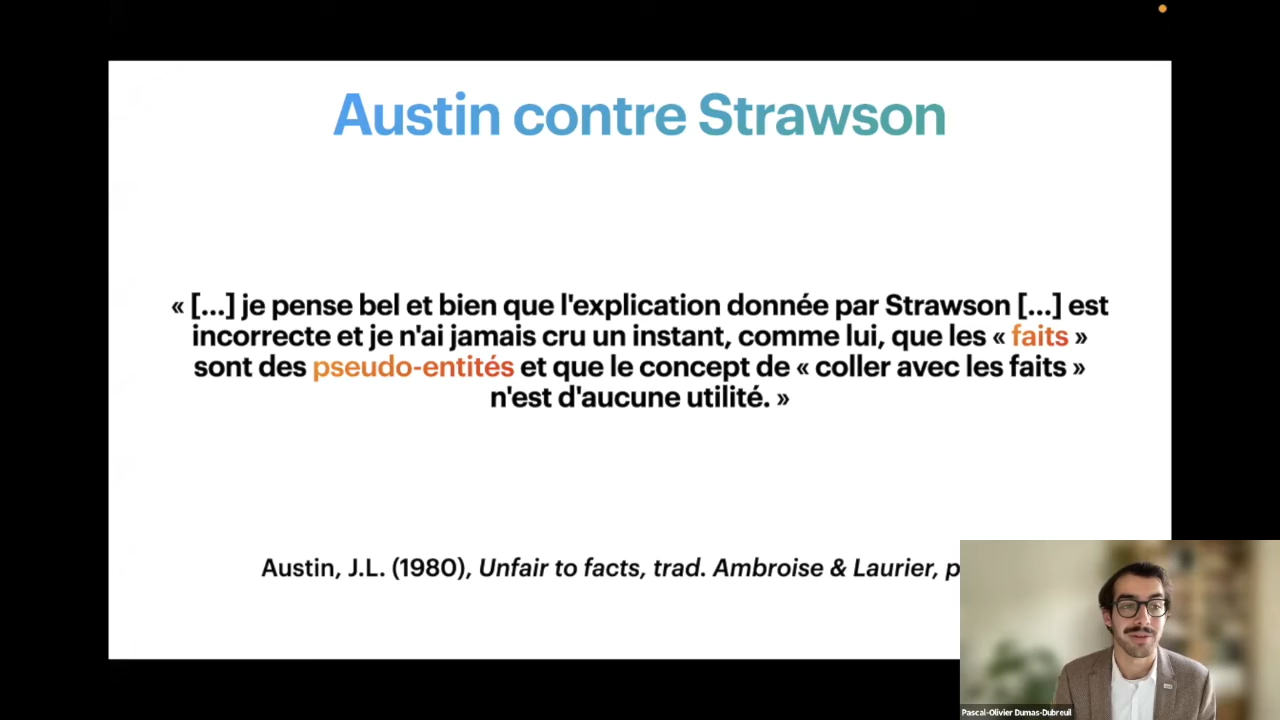 Austin contre Strawson
« [...] je pense bel et bien que l'explication donnée par Strawson [...] est
incorrecte et je n'ai jamais cru un instant, comme lui, que les « faits »
sont des pseudo-entités et que le concept de « coller avec les faits »
n'est d'aucune utilité. »
Austin, J.L. (1980), Unfair to facts, trad. Ambroise & Laurier, p
Pascal-Olivier Dumas-Dubreuil